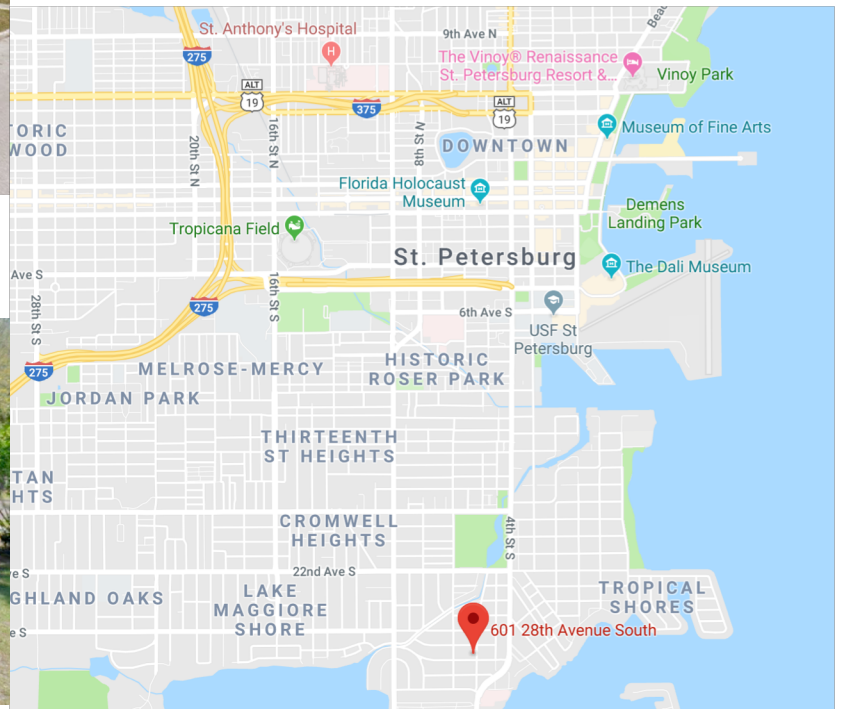 St. Anthony's Hospital
H
9th Ave N
Beac
275
ALT
19
375
The Vinoy® Renaissance
St. Petersburg Resort &...
Vinoy Park
ALT
19
TORIC
WOOD
20th St N
16th St N
8th St N
DOWNTOWN
Museum of Fine Arts
Florida Holocaust
Museum
Demens
Landing Park
Tropicana Field
St. Petersburg
The Dali Museum
Ave S
28th St S
275
16th St S
6th Ave S
USF St
Petersburg
275
MELROSE-MERCY
HISTORIC
ROSER PARK
JORDAN PARK
THIRTEENTH
ST HEIGHTS
TAN
HTS
CROMWELL
HEIGHTS
4th St S
e S
22nd Ave S
GHLAND OAKS
LAKE
MAGGIORE
SHORE
TROPICAL
SHORES
e S
601 28th Avenue South